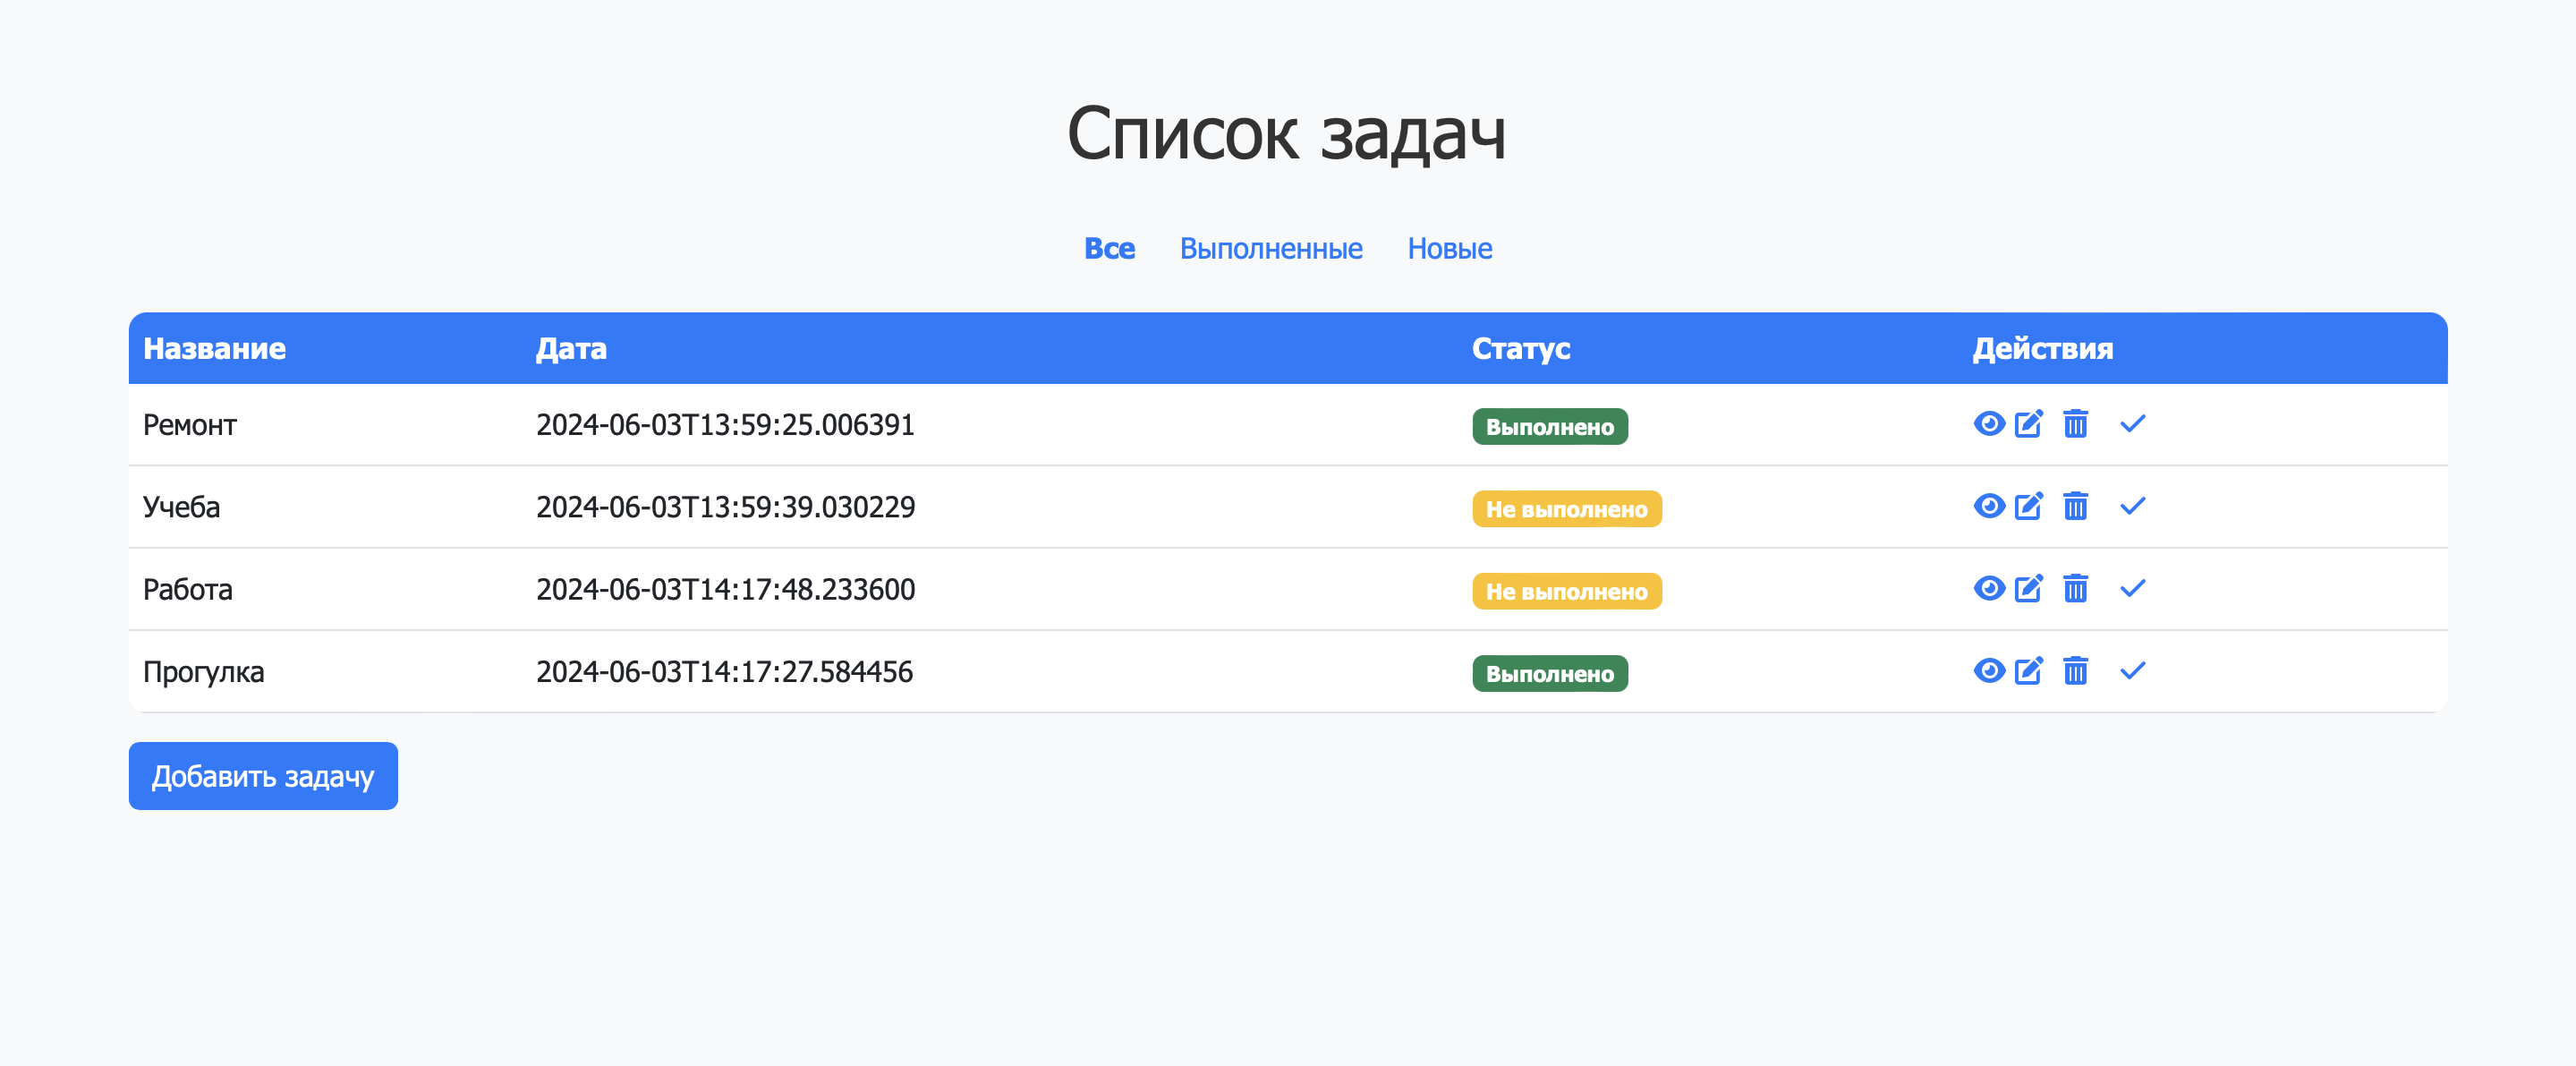 Список задач
Все Выполненные Новые
Название Дата Статус Действия
Ремонт 2024-06-03T13:59:25.006391 Выполнено
Учеба 2024-06-03T13:59:39.030229 Не выполнено
Работа 2024-06-03T14:17:48.233600 Не выполнено
Прогулка 2024-06-03T14:17:27.584456 Выполнено
Добавить задачу